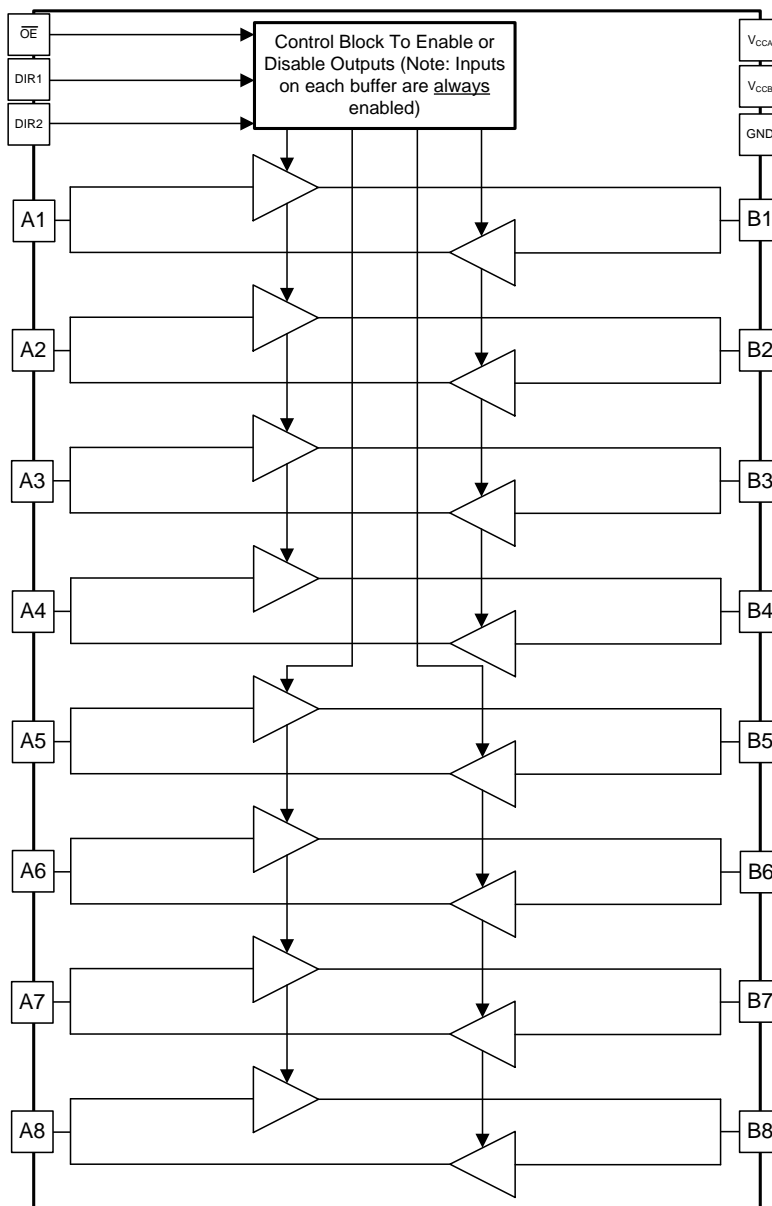 OE
Control Block To Enable or
Disable Outputs (Note: Inputs
on each buffer are always
enabled)
VCCA
DIR1
VCCB
DIR2
GND
A1
B1
A2
B2
A3
B3
A4
B4
A5
B5
A6
B6
A7
B7
A8
B8